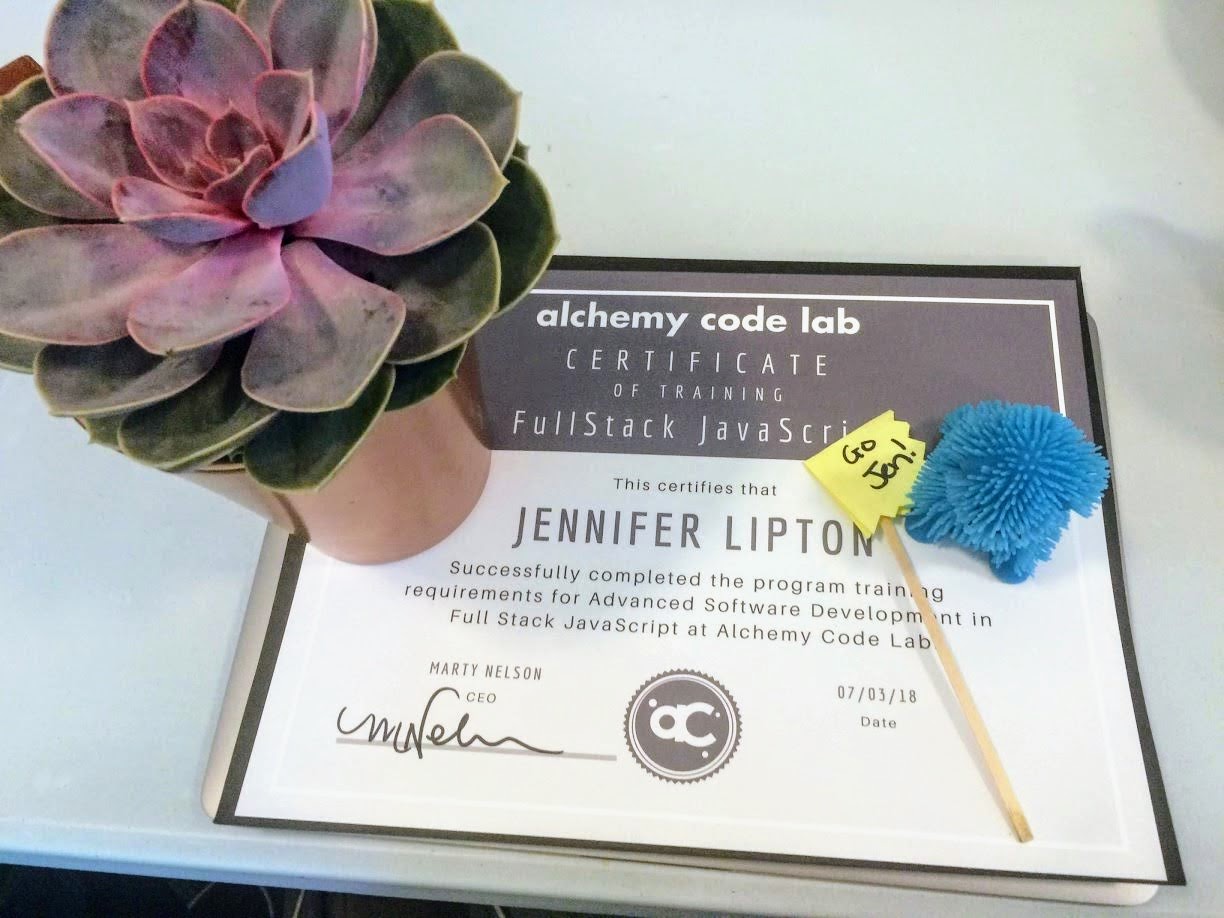 alchemy code lab
CERTIFICATE
OF TRAINING
FullStack
Go
Jen!
This certifies that
JENNIFER LIPTON
Successfully completed the program training
requirements for Advanced Software Development in
Full Stack JavaScript at Alchemy Code Lab
MARTY NELSON
CEO
07/03/18
Date
ac